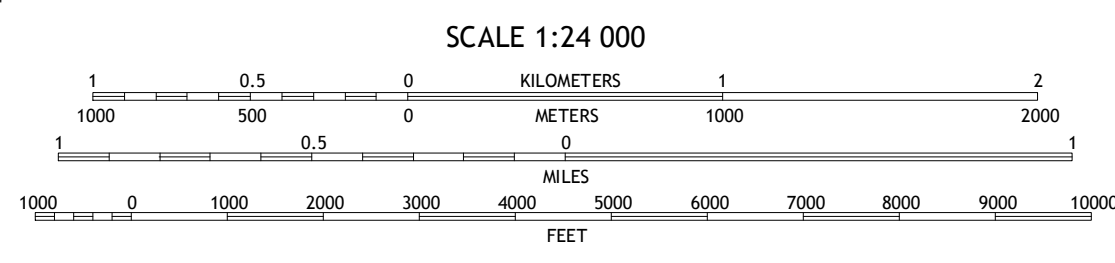 SCALE 1:24 000
1 0.5 0 KILOMETERS 1 2
1000 500 0 METERS 1000 2000
1 0.5 0 1
MILES
1000 0 1000 2000 3000 4000 5000 6000 7000 8000 9000 10000
FEET